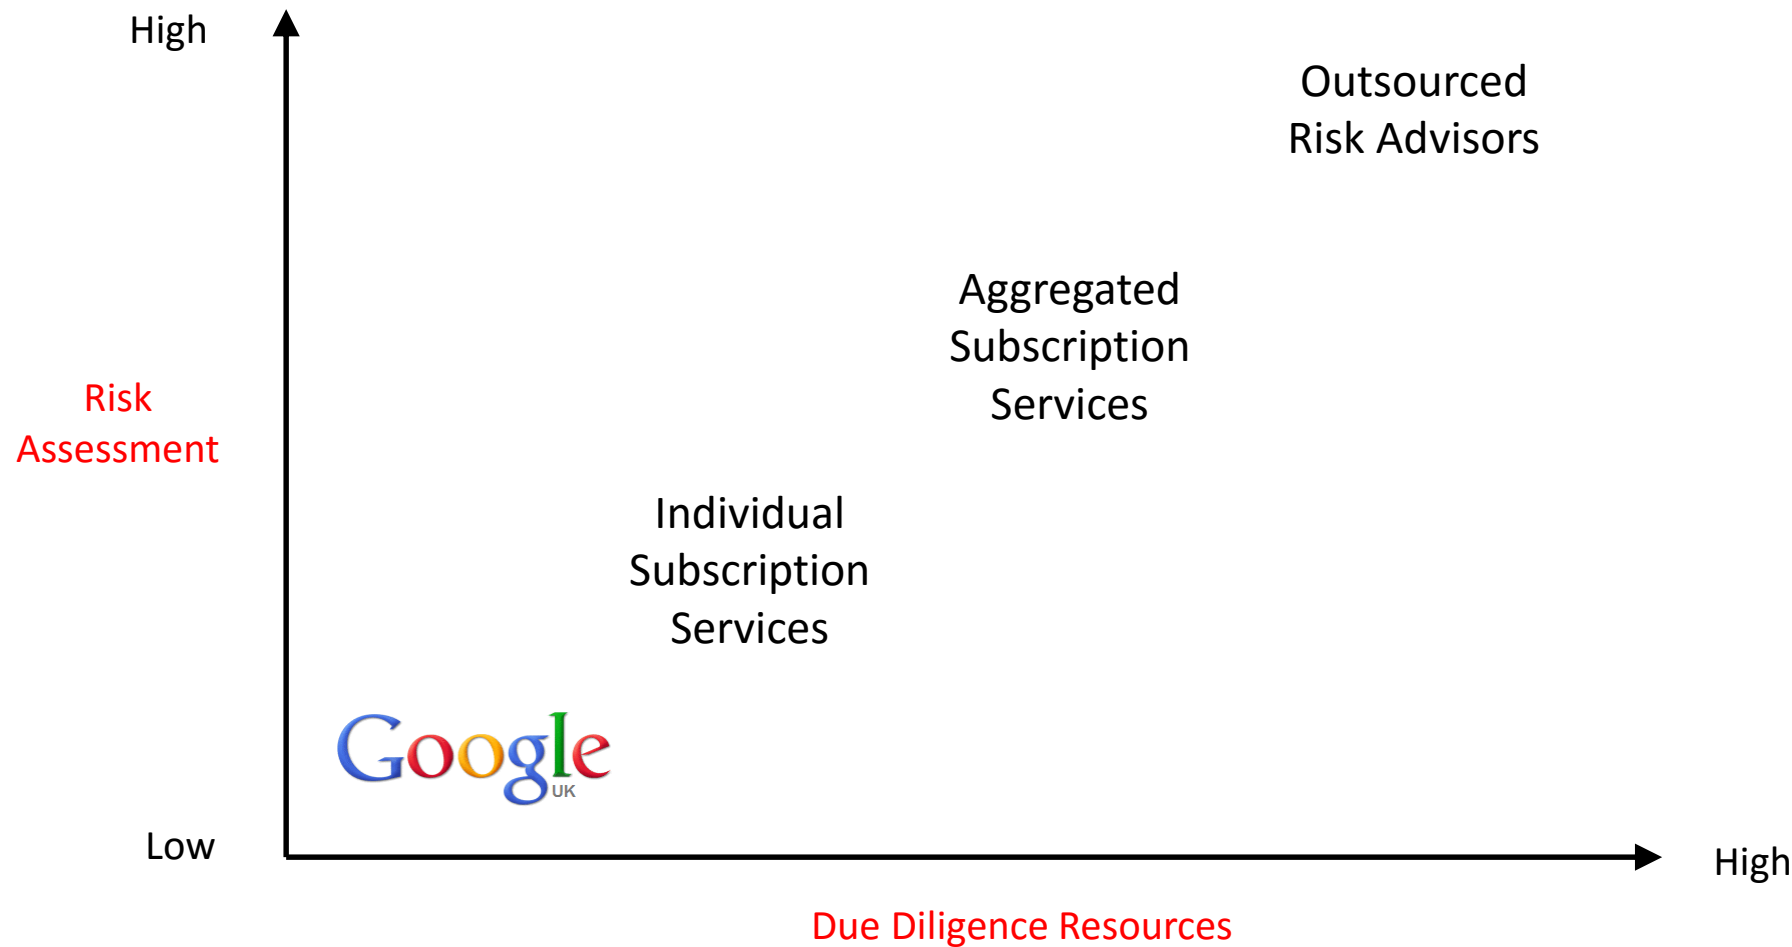 High
Outsourced
Risk Advisors
Aggregated
Subscription
Services
Risk
Assessment
Individual
Subscription
Services
Google
UK
Low
High
Due Diligence Resources